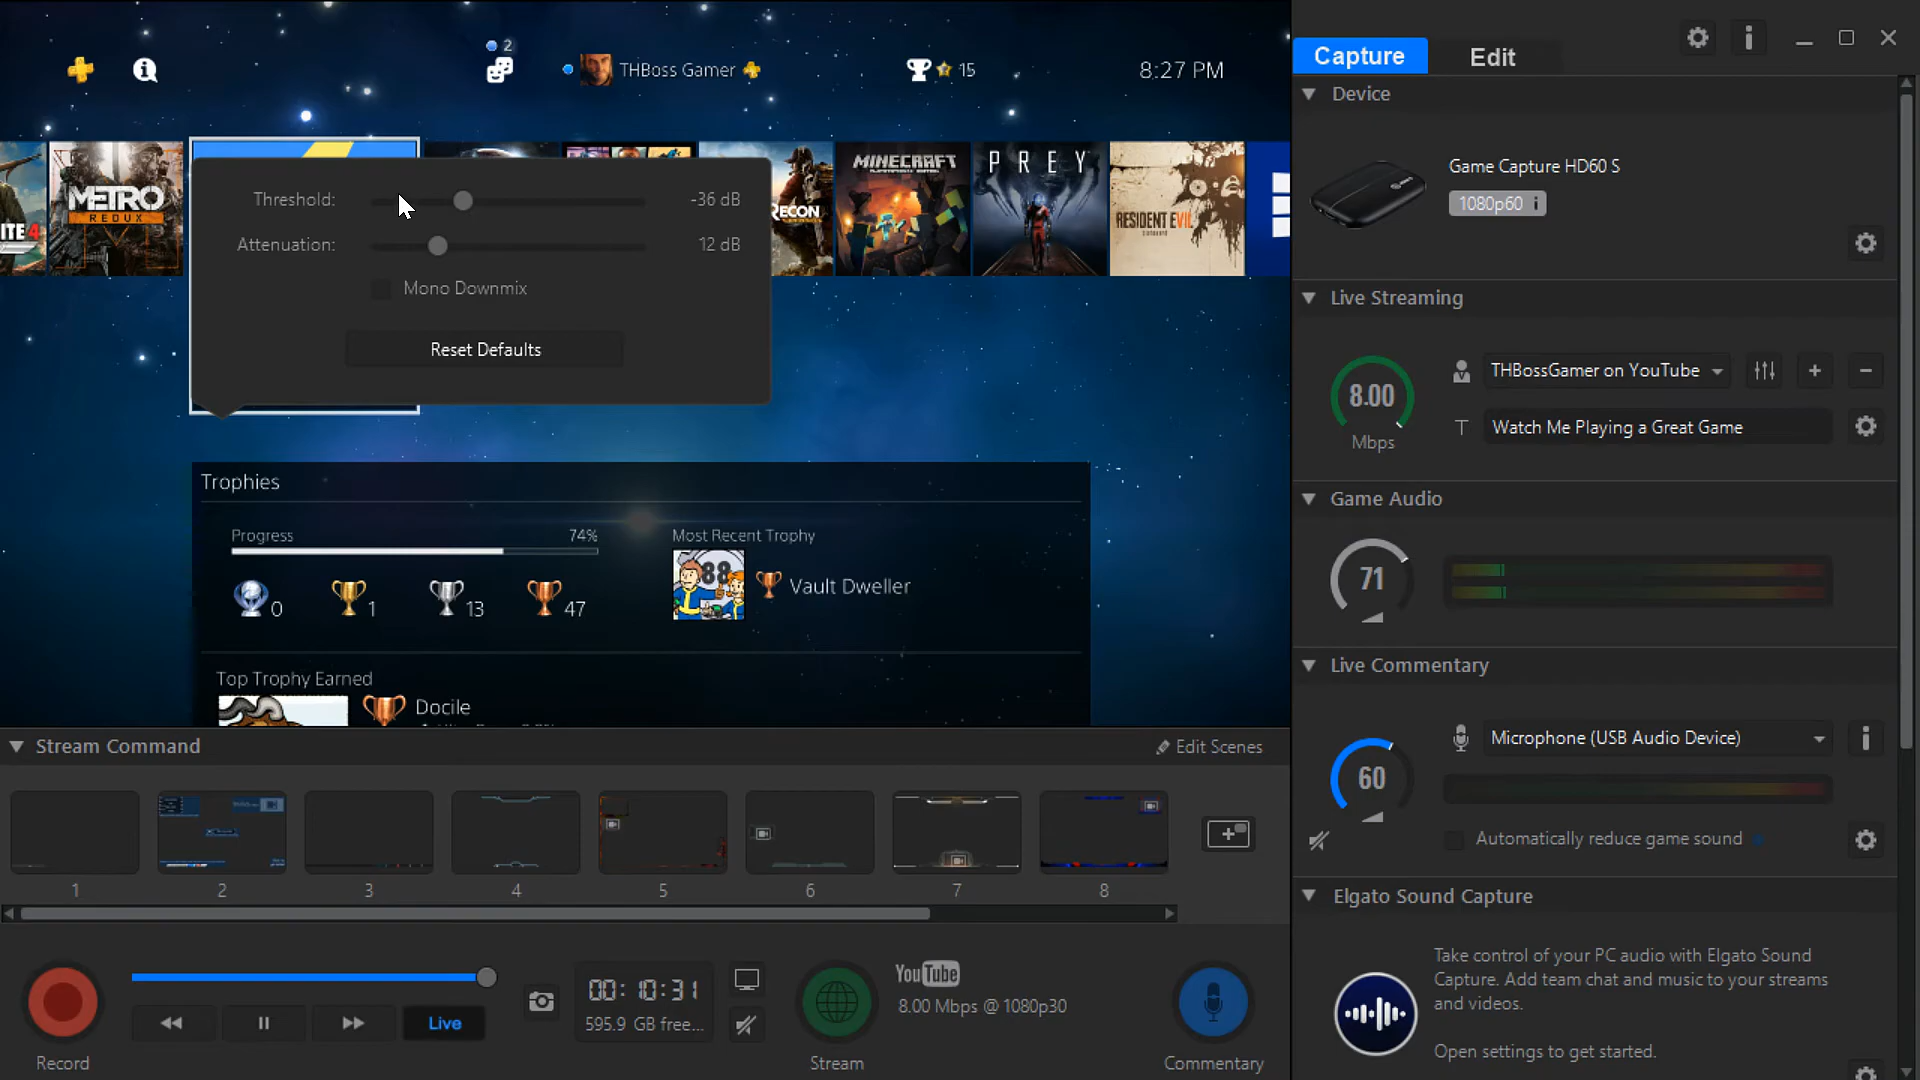 2
THBoss Gamer
15
8:27 PM
METRO
REDUX
MINECRAFT
PREY
RESIDENT EVIL
RECON
Threshold: -36 dB
Attenuation: 12 dB
Mono Downmix
Reset Defaults
Trophies
Progress 74%
Most Recent Trophy
88
Vault Dweller
0 1 13 47
Top Trophy Earned
Docile
Stream Command
Edit Scenes
1 2 3 4 5 6 7 8
00:10:31
595.9 GB free...
Live
Record
Stream
YouTube
8.00 Mbps @ 1080p30
Commentary
Capture Edit
Device
Game Capture HD60 S
1080p60 i
Live Streaming
8.00
Mbps
THBossGamer on YouTube
Watch Me Playing a Great Game
Game Audio
71
Live Commentary
60
Microphone (USB Audio Device)
Automatically reduce game sound
Elgato Sound Capture
Take control of your PC audio with Elgato Sound
Capture. Add team chat and music to your streams
and videos.
Open settings to get started.